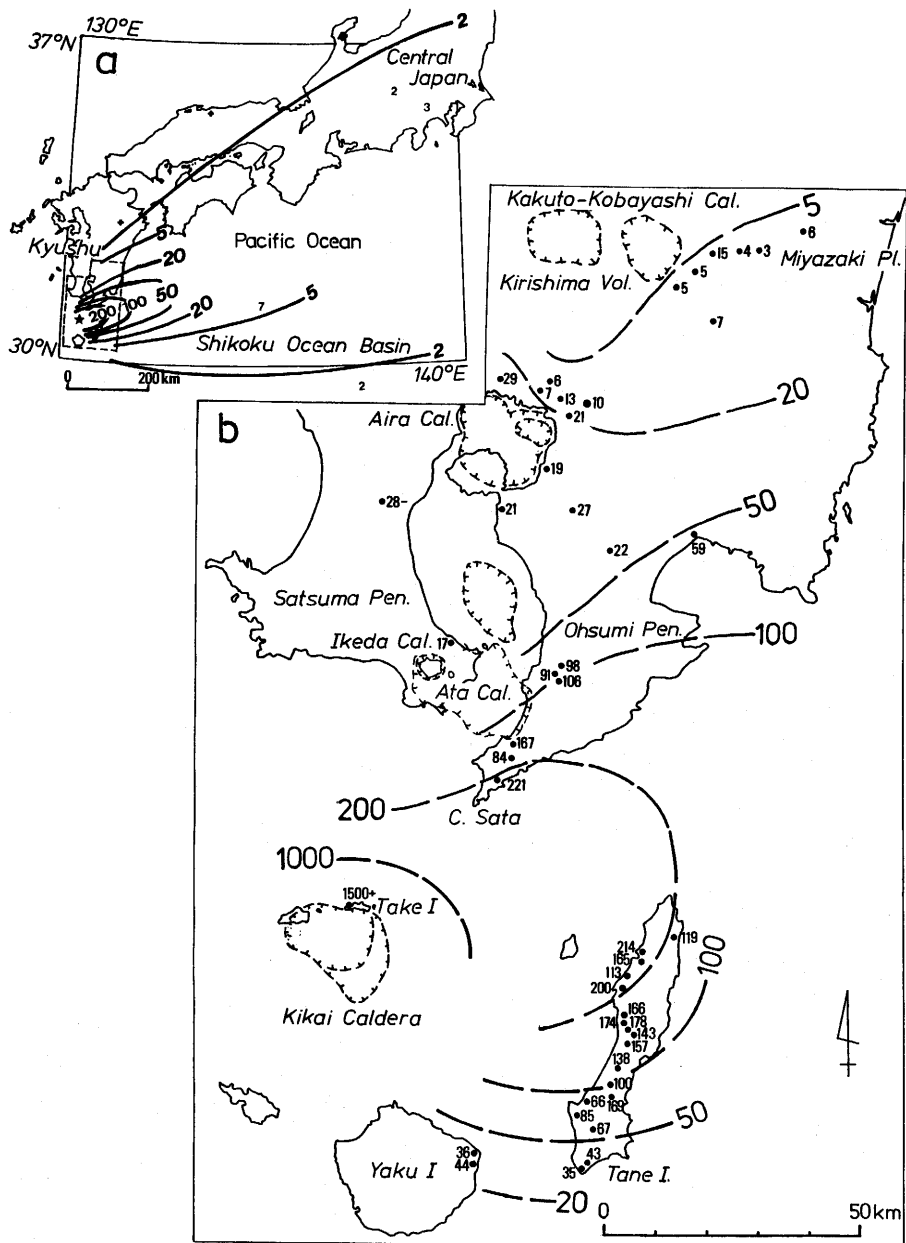 130°E
37°N
a
2
Central
Japan
2
3
Kyushu
Pacific Ocean
5
20
50
100
200
20
7
5
30°N
Shikoku Ocean Basin
2
140°E
0
200km
2
b
Kakuto-Kobayashi Cal.
5
6
15
4
3
Miyazaki Pl.
Kirishima Vol.
5
5
7
29
6
7
13
10
20
21
Aira Cal.
19
28-
21
27
50
22
59
Satsuma Pen.
Ohsumi Pen.
Ikeda Cal.
17
100
98
91
106
Ata Cal.
167
84
221
200
C. Sata
1000
1500+
Take I
119
214
165
100
113
200
Kikai Caldera
166
174
178
143
157
138
100
66
169
85
50
67
36
44
43
35
Yaku I
Tane I.
20
0
50km